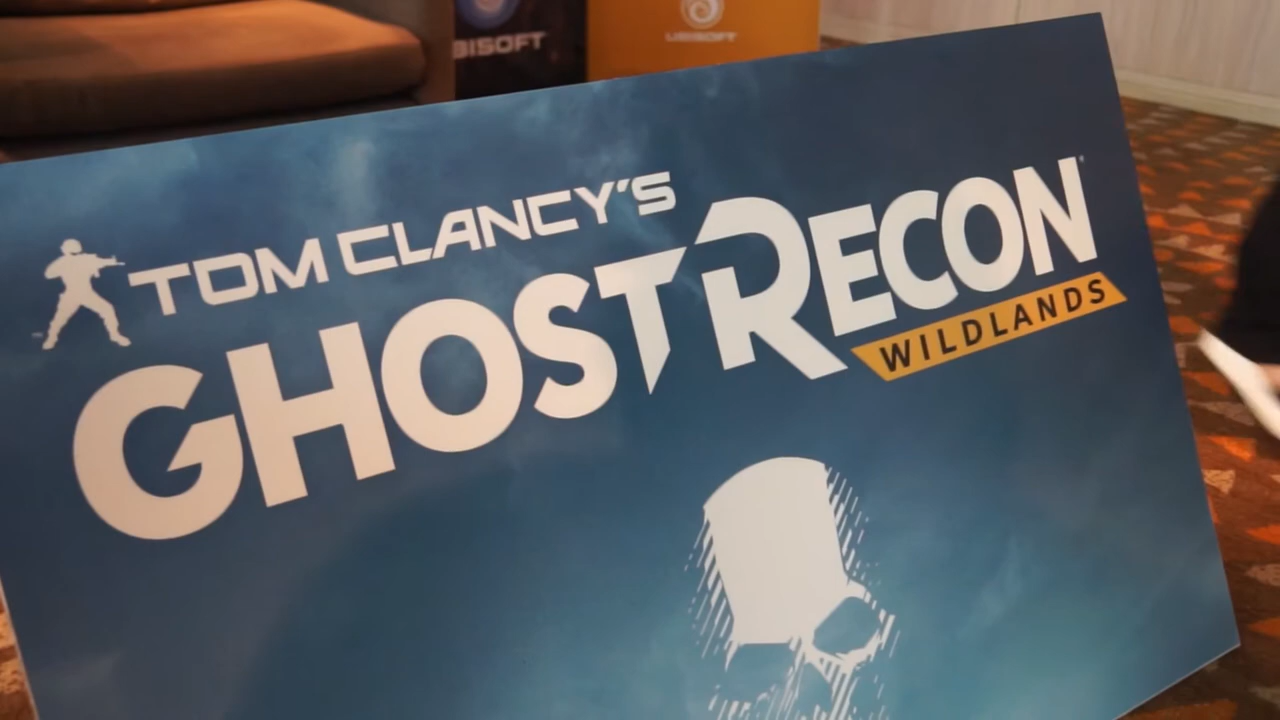 BISOFT
UBISOFT
TOM CLANCY'S
GHOST RECON
WILDLANDS